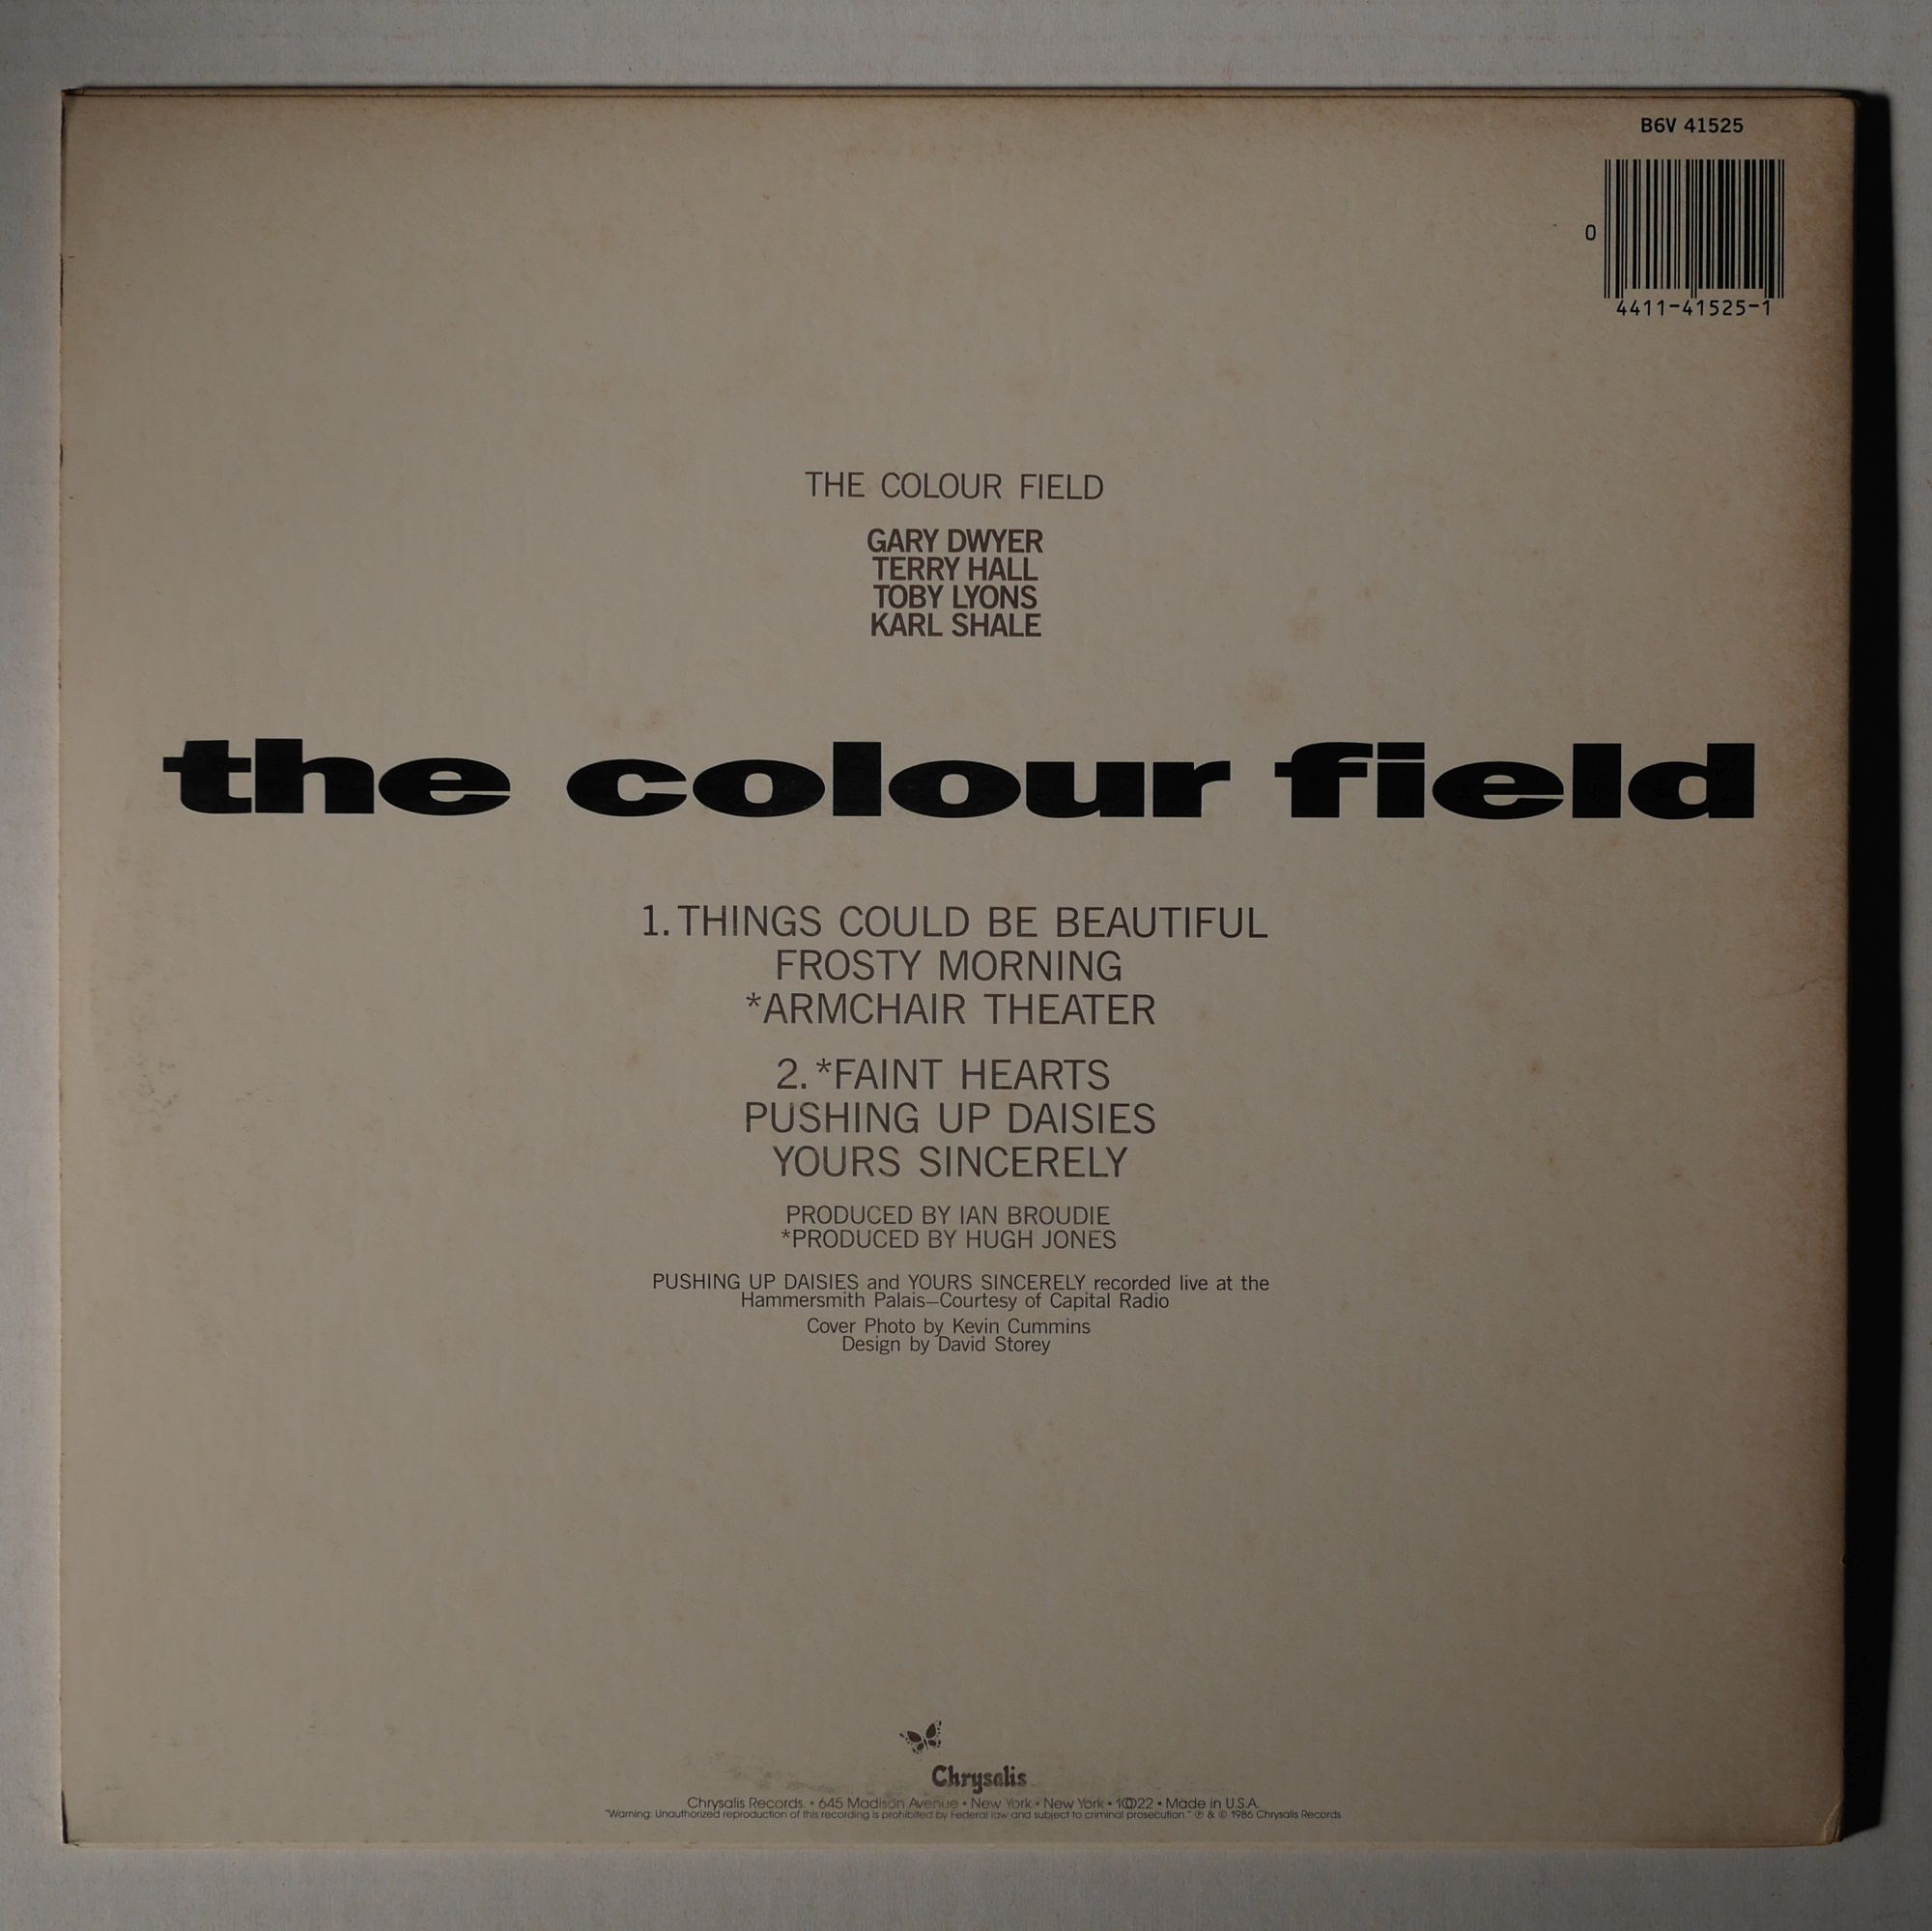 B6V 41525
0
4411-41525-1
THE COLOUR FIELD
GARY DWYER
TERRY HALL
TOBY LYONS
KARL SHALE
the colour field
1. THINGS COULD BE BEAUTIFUL
FROSTY MORNING
*ARMCHAIR THEATER
2. *FAINT HEARTS
PUSHING UP DAISIES
YOURS SINCERELY
PRODUCED BY IAN BROUDIE
*PRODUCED BY HUGH JONES
PUSHING UP DAISIES and YOURS SINCERELY recorded live at the
Hammersmith Palais—Courtesy of Capital Radio
Cover Photo by Kevin Cummins
Design by David Storey
Chrysalis
Chrysalis Records • 645 Madison Avenue • New York • New York • 10022 • Made in U.S.A.
"Warning: Unauthorized reproduction of this recording is prohibited by Federal law and subject to criminal prosecution." ℗ & © 1986 Chrysalis Records